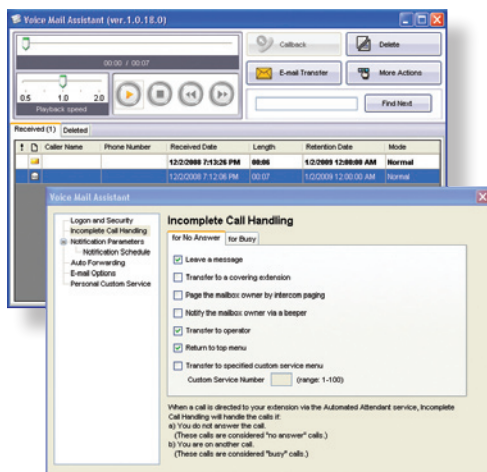 Voice Mail Assistant (ver.1.0.18.0)
00:00 / 00:07
0.5 1.0 2.0
Playback speed
Callback
Delete
E-mail Transfer
More Actions
Find Next
Received (1) Deleted
! Caller Name Phone Number Received Date Length Retention Date Mode
12/2/2008 7:13:26 PM 00:06 1/2/2009 12:00:00 AM Normal
12/2/2008 7:12:06 PM 00:07 1/2/2009 12:00:00 AM Normal
Voice Mail Assistant
Logon and Security
Incomplete Call Handling
Notification Parameters
Notification Schedule
Auto Forwarding
E-mail Options
Personal Custom Service
Incomplete Call Handling
for No Answer for Busy
Leave a message
Transfer to a covering extension
Page the mailbox owner by intercom paging
Notify the mailbox owner via a beeper
Transfer to operator
Return to top menu
Transfer to specified custom service menu
Custom Service Number (range: 1-100)
When a call is directed to your extension via the Automated Attendant service, Incomplete
Call Handling will handle the calls if:
a) You do not answer the call.
(These calls are considered "no answer" calls.)
b) You are on another call.
(These calls are considered "busy" calls.)